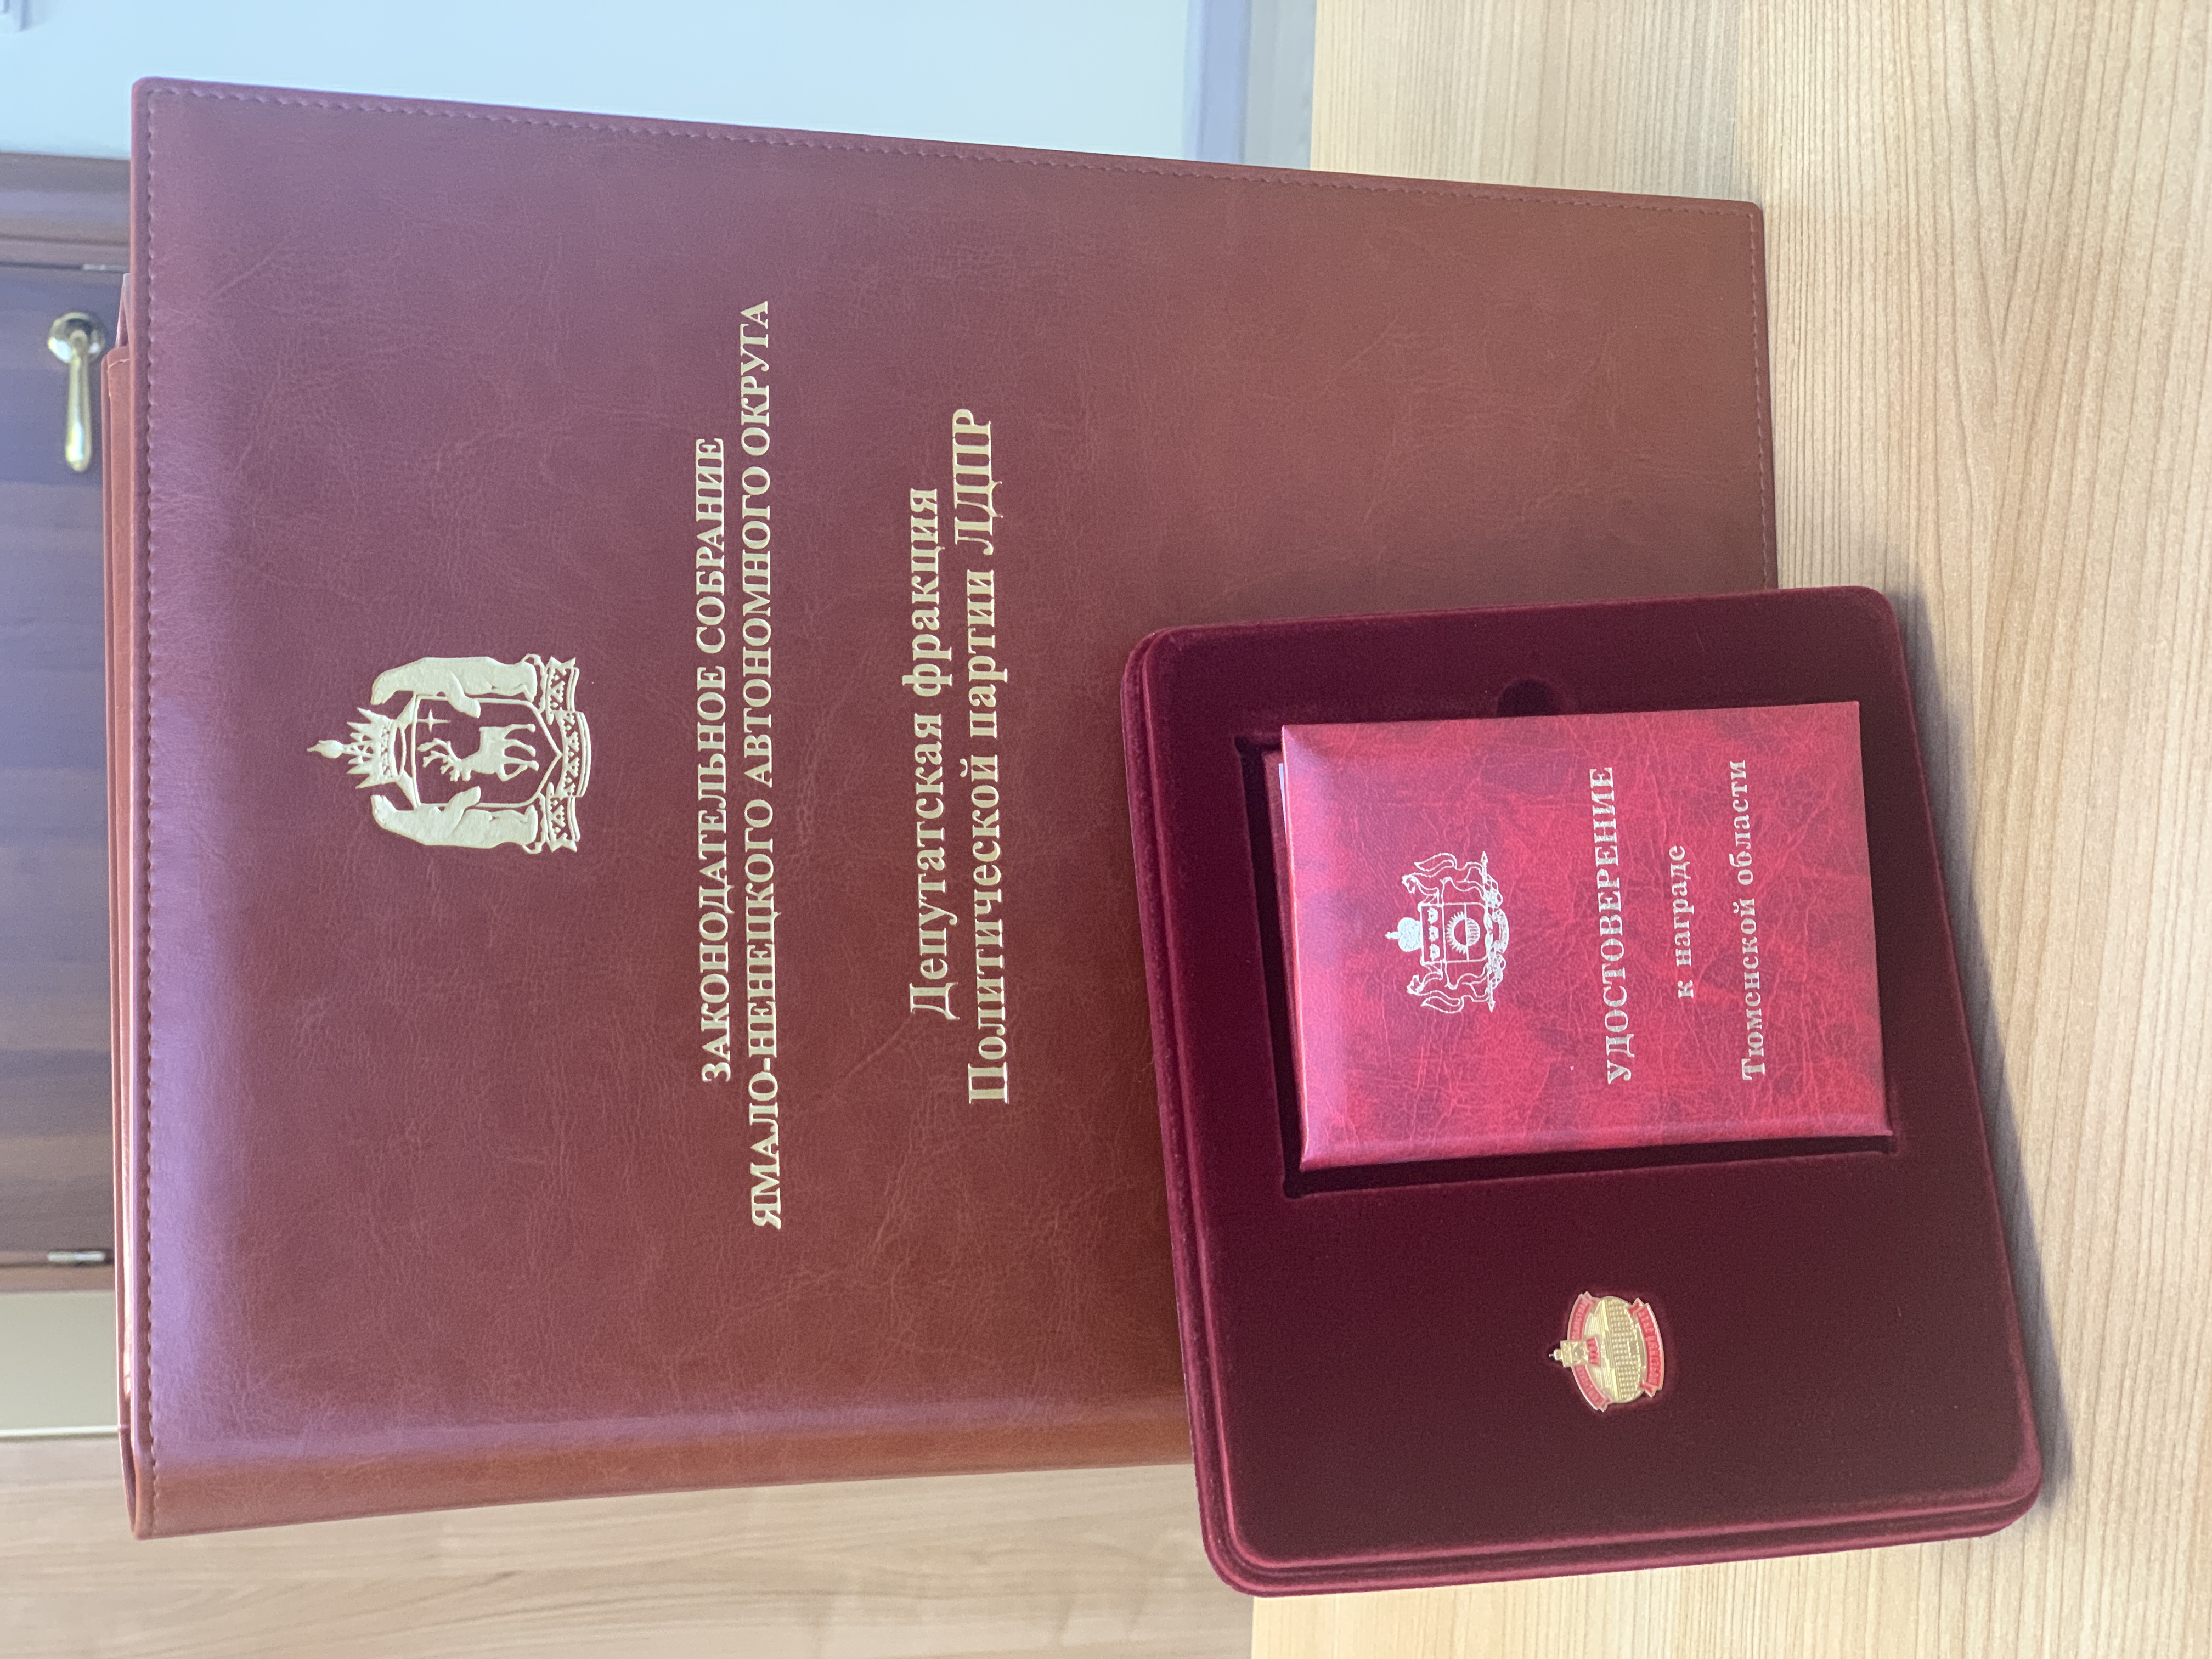 ЗАКОНОДАТЕЛЬНОЕ СОБРАНИЕ
ЯМАЛО-НЕНЕЦКОГО АВТОНОМНОГО ОКРУГА
Депутатская фракция
Политической партии ЛДПР
УДОСТОВЕРЕНИЕ
к награде
Тюменской области